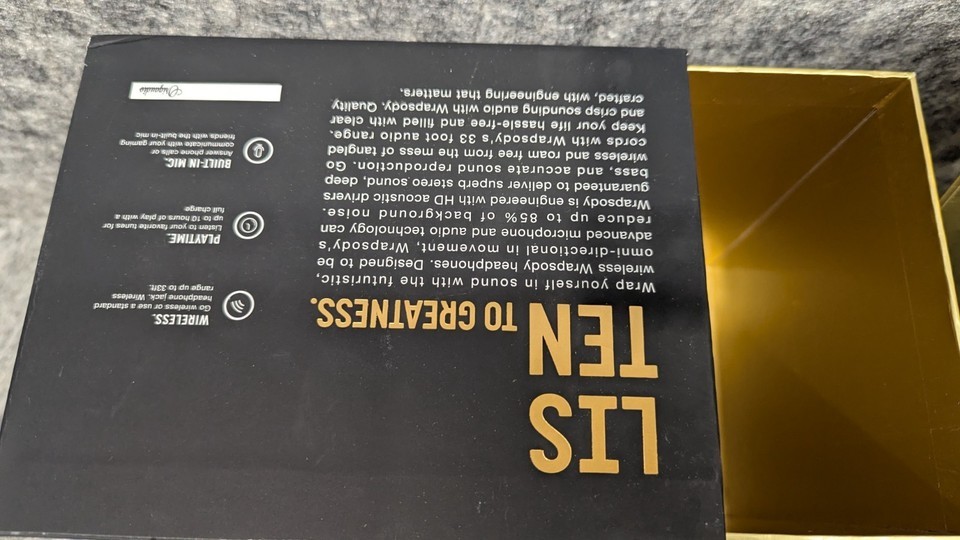 LIS
TEN TO GREATNESS.
Wrap yourself in sound with the futuristic,
wireless Wrapsody headphones. Designed to be
omni-directional in movement, Wrapsody's
advanced microphone and audio technology can
reduce up to 85% of background noise.
Wrapsody is engineered with HD acoustic drivers
guaranteed to deliver superb stereo sound, deep
bass, and accurate sound reproduction. Go
wireless and roam free from the mess of tangled
cords with Wrapsody's 33 foot audio range.
Keep your life hassle-free and filled with clear
and crisp sounding audio with Wrapsody. Quality
crafted, with engineering that matters.
WIRELESS.
Go wireless or use a standard
headphone jack. Wireless
range up to 33ft.
PLAYTIME.
Listen to your favorite tunes for
up to 10 hours of play with a
full charge
BUILT-IN MIC.
Answer phone calls or
communicate with your gaming
friends with the built-in mic